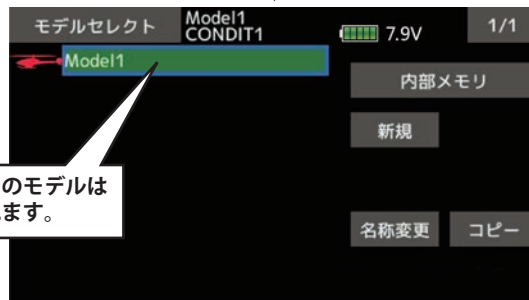 モデルセレクト
Model1
CONDIT1
7.9V
1/1
Model1
内部メモリ
新規
のモデルは
ます。
名称変更
コピー